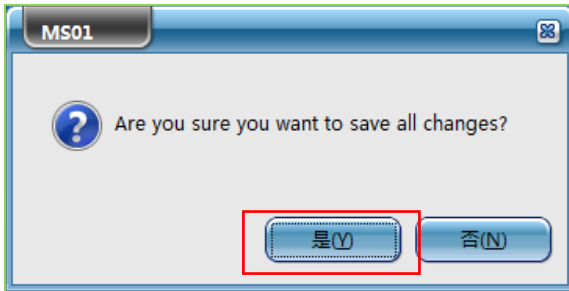 MS01
Are you sure you want to save all changes?
是(Y) 否(N)